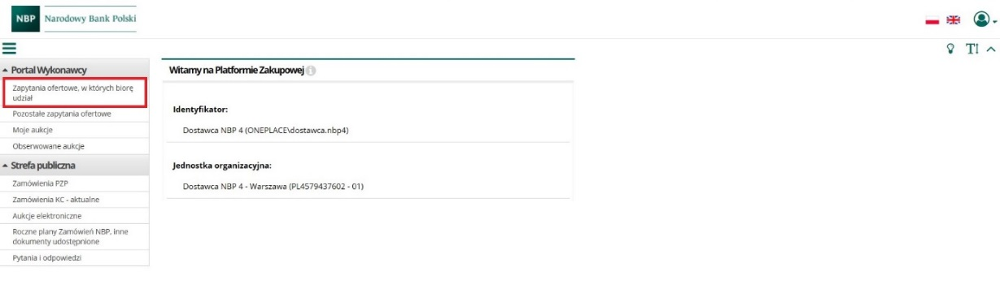 NBP Narodowy Bank Polski
Portal Wykonawcy
Zapytania ofertowe, w których biorę
udział
Pozostałe zapytania ofertowe
Moje aukcje
Obserwowane aukcje
Strefa publiczna
Zamówienia PZP
Zamówienia KC - aktualne
Aukcje elektroniczne
Roczne plany Zamówień NBP, inne
dokumenty udostępnione
Pytania i odpowiedzi
Witamy na Platformie Zakupowej
Identyfikator:
Dostawca NBP 4 (ONEPLACE\dostawca.nbp4)
Jednostka organizacyjna:
Dostawca NBP 4 - Warszawa (PL4579437602 - 01)